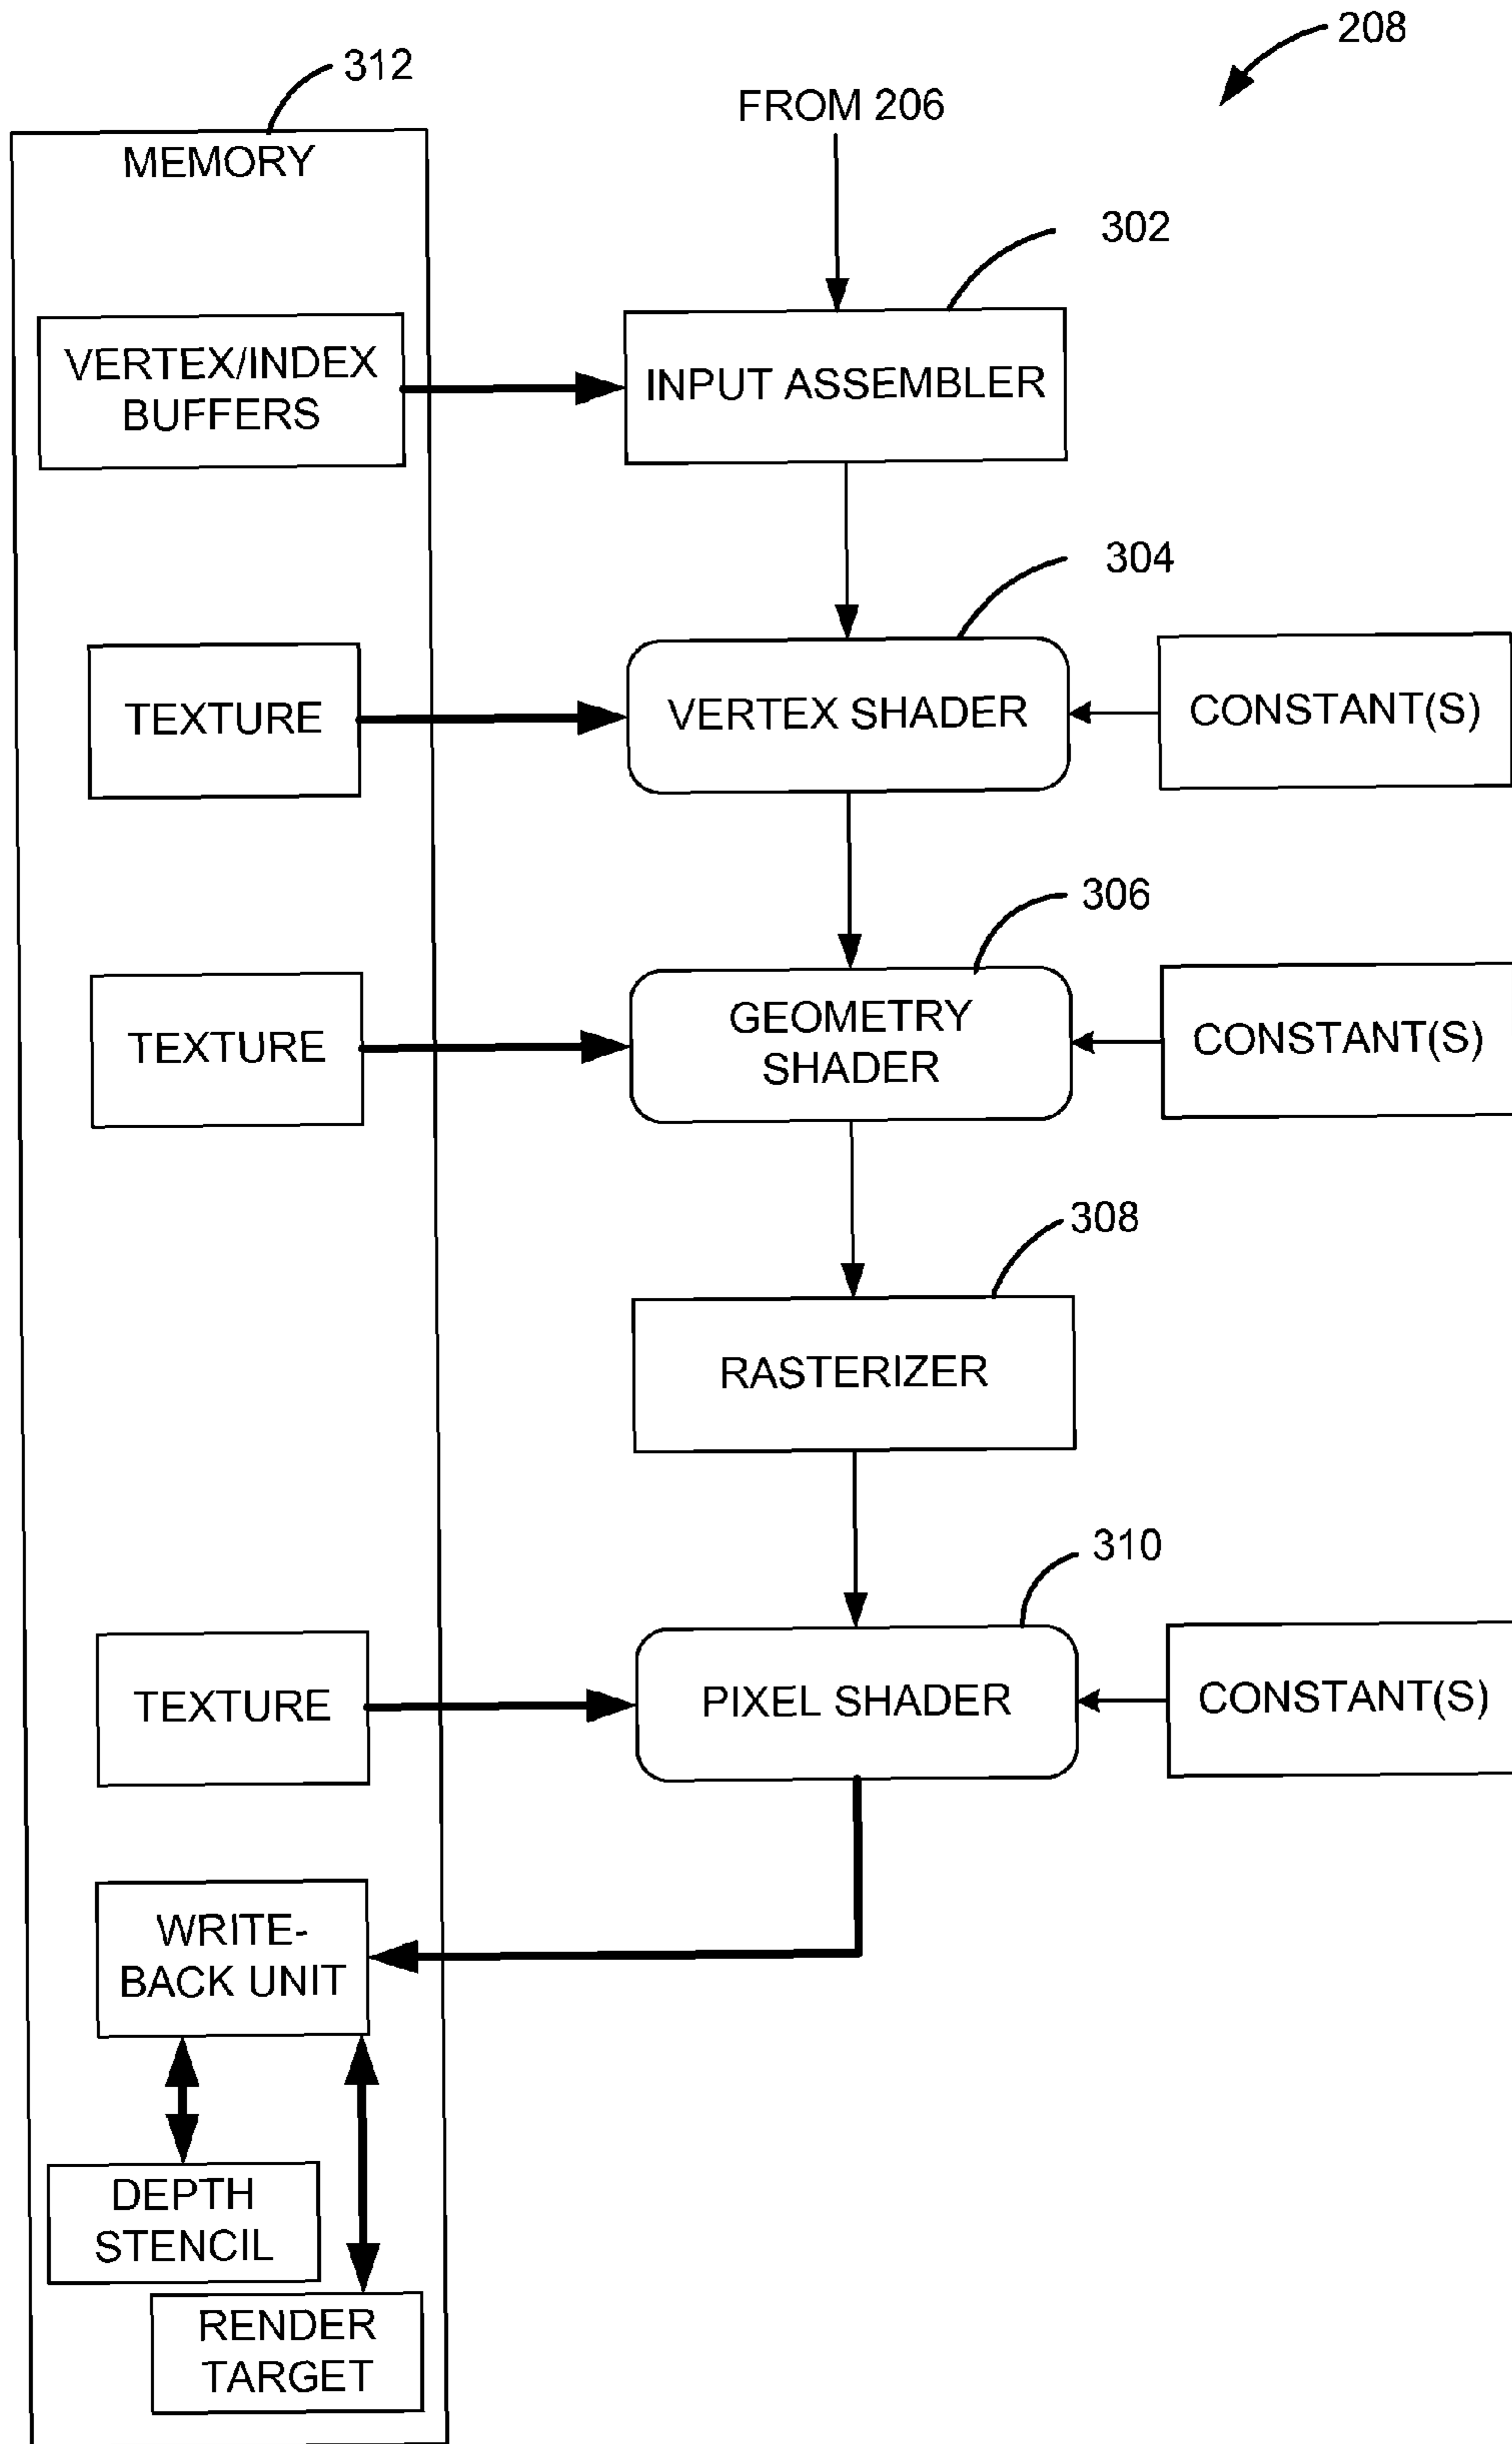 208
312
FROM 206
MEMORY
302
VERTEX/INDEX
BUFFERS
INPUT ASSEMBLER
304
TEXTURE
VERTEX SHADER
CONSTANT(S)
306
TEXTURE
GEOMETRY
SHADER
CONSTANT(S)
308
RASTERIZER
310
TEXTURE
PIXEL SHADER
CONSTANT(S)
WRITE-
BACK UNIT
DEPTH
STENCIL
RENDER
TARGET